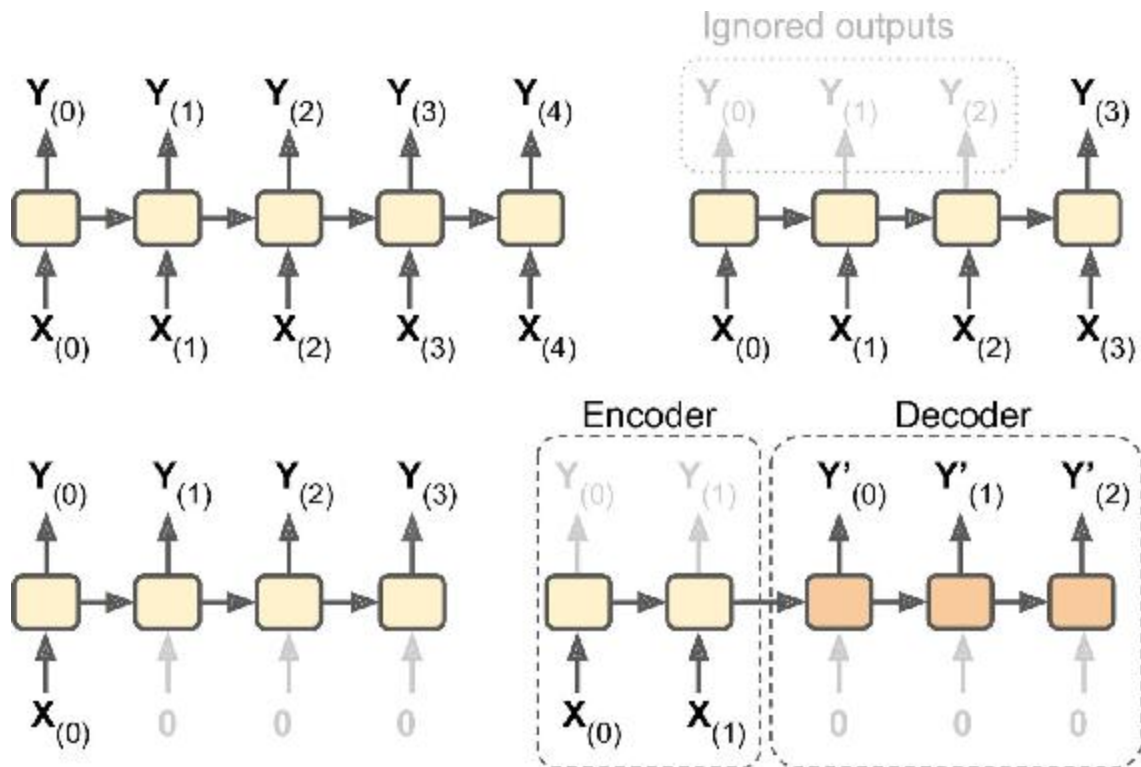 Ignored outputs
Y(0) Y(1) Y(2) Y(3) Y(4)
Y(0) Y(1) Y(2) Y(3)
X(0) X(1) X(2) X(3) X(4)
X(0) X(1) X(2) X(3)
Encoder Decoder
Y(0) Y(1) Y(2) Y(3)
Y(0) Y(1) Y'(0) Y'(1) Y'(2)
X(0) 0 0 0
X(0) X(1) 0 0 0